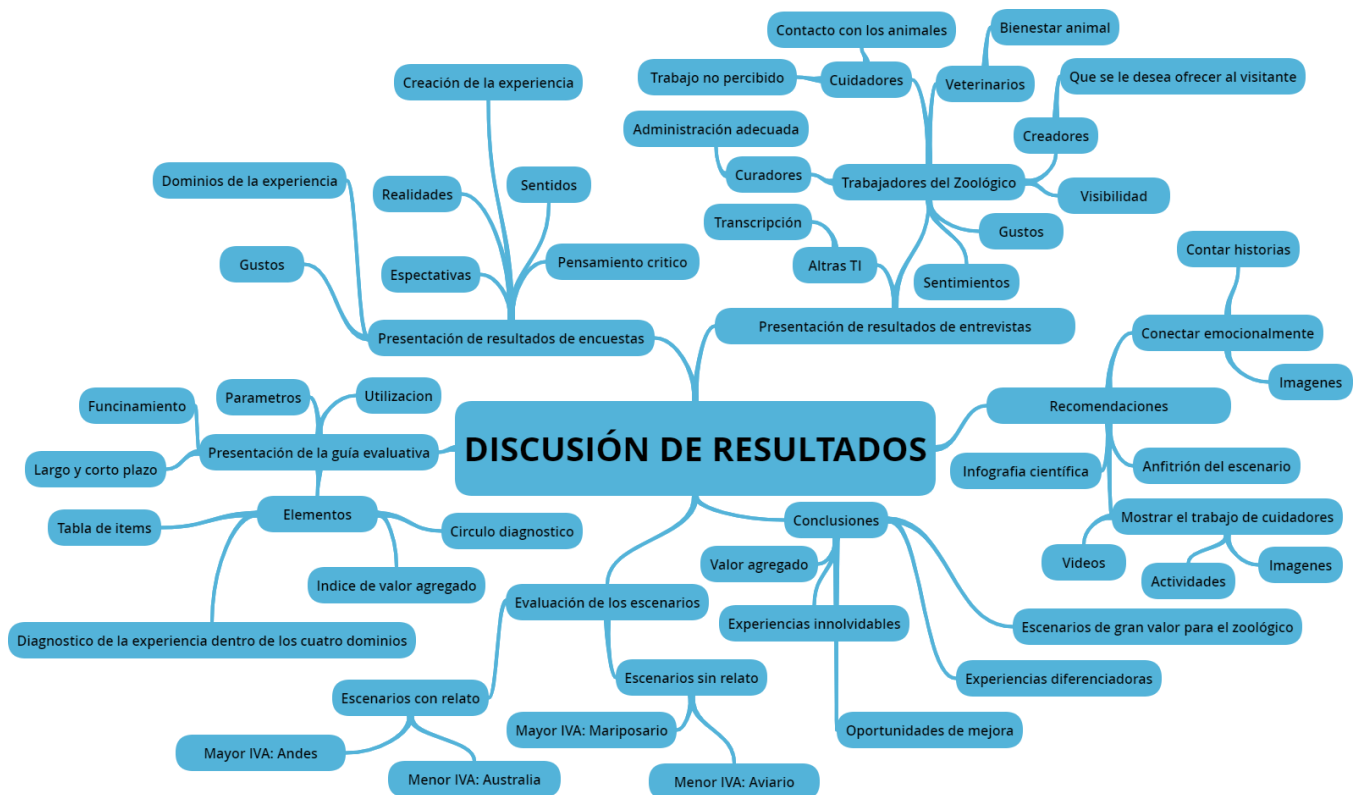 Contacto con los animales
Bienestar animal
Creación de la experiencia
Trabajo no percibido
Cuidadores
Veterinarios
Que se le desea ofrecer al visitante
Administración adecuada
Creadores
Dominios de la experiencia
Realidades
Sentidos
Curadores
Trabajadores del Zoológico
Visibilidad
Transcripción
Gustos
Contar historias
Gustos
Espectativas
Pensamiento critico
Altras TI
Sentimientos
Presentación de resultados de encuestas
Presentación de resultados de entrevistas
Conectar emocionalmente
Imagenes
Funcinamiento
Parametros
Utilizacion
Recomendaciones
Presentación de la guía evaluativa
DISCUSIÓN DE RESULTADOS
Largo y corto plazo
Infografia científica
Anfitrión del escenario
Tabla de items
Elementos
Circulo diagnostico
Conclusiones
Mostrar el trabajo de cuidadores
Valor agregado
Videos
Imagenes
Indice de valor agregado
Actividades
Evaluación de los escenarios
Experiencias innolvidables
Escenarios de gran valor para el zoológico
Diagnostico de la experiencia dentro de los cuatro dominios
Escenarios sin relato
Experiencias diferenciadoras
Escenarios con relato
Mayor IVA: Mariposario
Oportunidades de mejora
Mayor IVA: Andes
Menor IVA: Australia
Menor IVA: Aviario